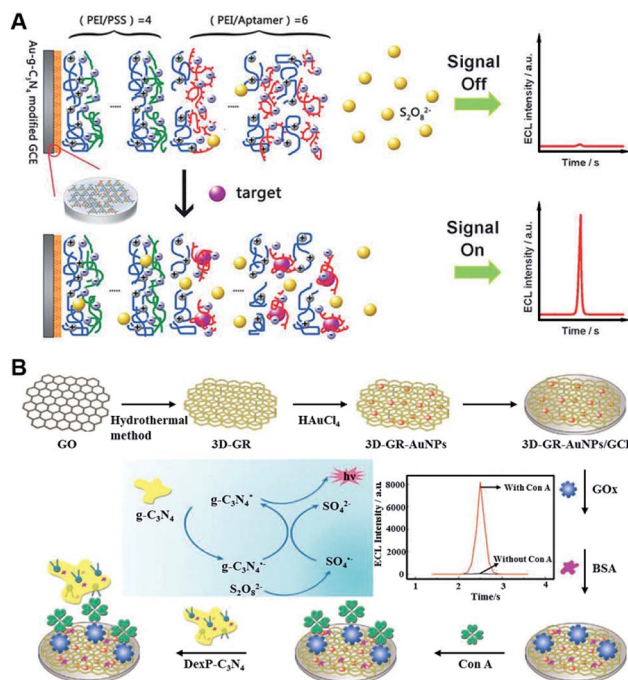 A
( PEI/PSS ) =4
( PEI/Aptamer ) =6
Au-g-C₃N₄ modified GCE
S₂O₈²⁻
Signal
Off
ECL intensity / a.u.
Time / s
target
Signal
On
ECL intensity / a.u.
Time / s
B
GO
Hydrothermal
method
3D-GR
HAuCl₄
3D-GR-AuNPs
3D-GR-AuNPs/GCE
g-C₃N₄
g-C₃N₄*
hν
SO₄²⁻
g-C₃N₄•⁻
SO₄•⁻
S₂O₈²⁻
ECL Intensity / a.u.
8000
6000
4000
2000
0
With Con A
Without Con A
1 2 3 4
Time/s
GOx
BSA
DexP-C₃N₄
Con A